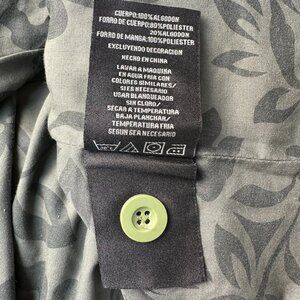 CUERPO:100%ALGODON
FORRO DE CUERPO:80%POLIESTER
20%ALGODON
FORRO DE MANGA:100%POLIESTER
EXCLUYENDO DECORACION
HECHO EN CHINA
LAVAR A MAQUINA
EN AGUA FRIA CON
COLORES SIMILARES/
SI ES NECESARIO
USAR BLANQUEADOR
SIN CLORO/
SECAR A TEMPERATURA
BAJA PLANCHAR/
TEMPERATURA FRIA
SEGUN SEA NECESARIO